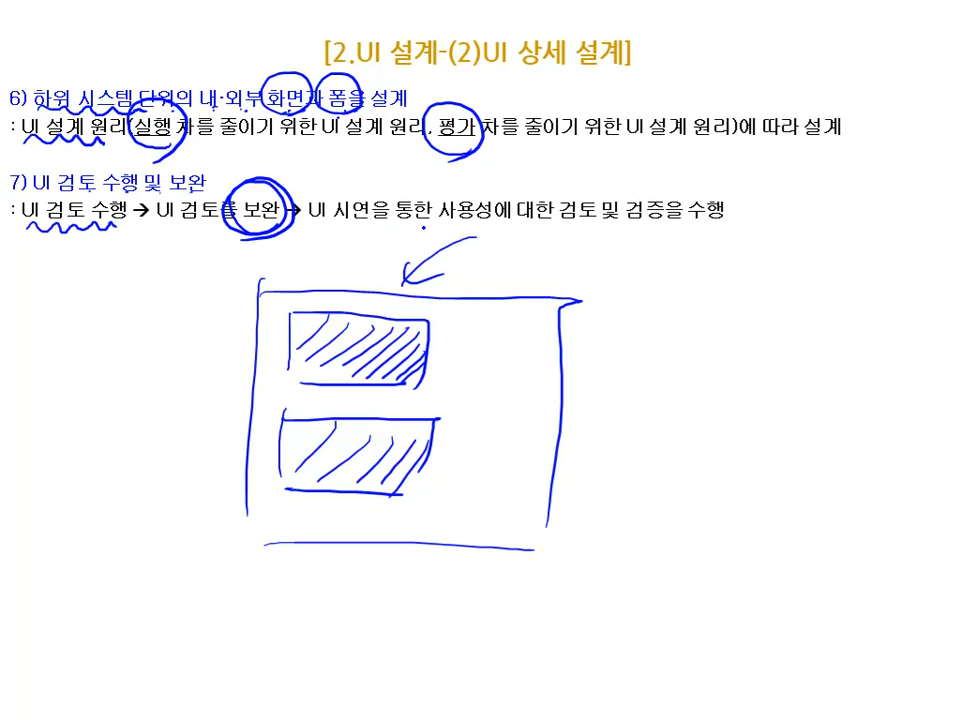 [2.UI 설계-(2)UI 상세 설계]
6) 하위 시스템 단위의 내·외부 화면과 폼을 설계
: UI 설계 원리(실행 차를 줄이기 위한 UI 설계 원리, 평가 차를 줄이기 위한 UI 설계 원리)에 따라 설계
7) UI 검토 수행 및 보완
: UI 검토 수행 → UI 검토를 보완 → UI 시연을 통한 사용성에 대한 검토 및 검증을 수행